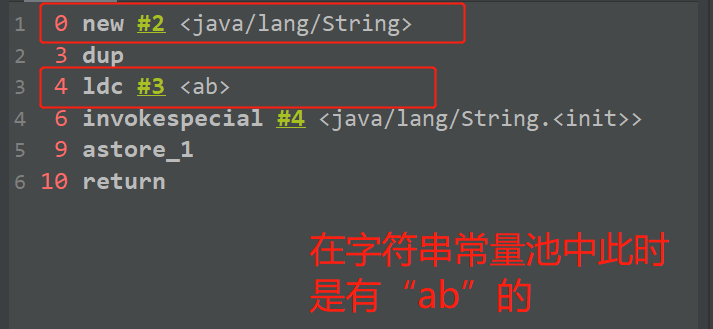 1 0 new #2 <java/lang/String>
2 3 dup
3 4 ldc #3 <ab>
4 6 invokespecial #4 <java/lang/String.<init>>
5 9 astore_1
6 10 return
在字符串常量池中此时
是有“ab”的